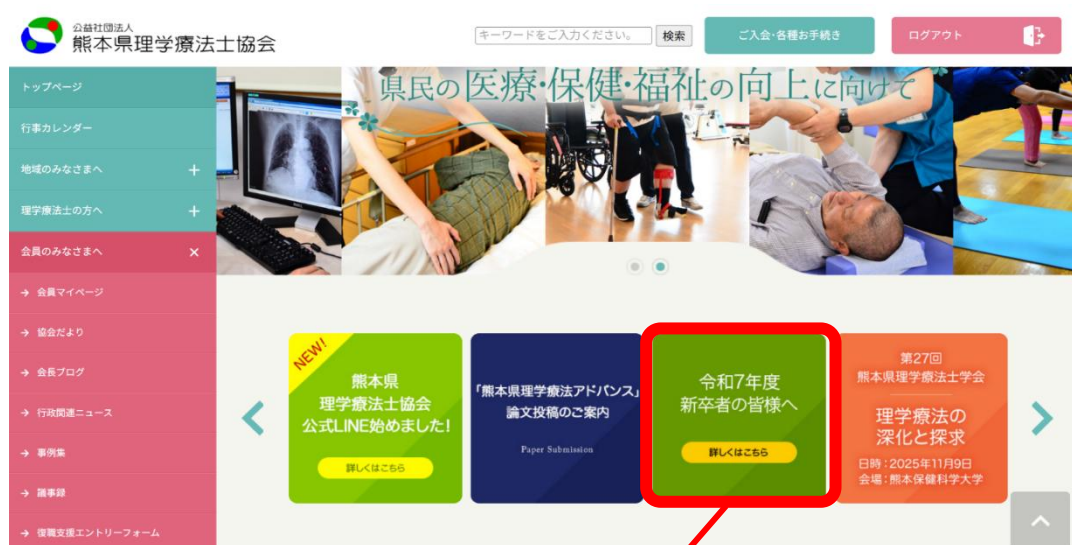 公益社団法人
熊本県理学療法士協会
キーワードをご入力ください。
検索
ご入会･各種お手続き
ログアウト
トップページ
行事カレンダー
地域のみなさまへ
理学療法士の方へ
会員のみなさまへ
→ 会員マイページ
→ 協会だより
→ 会長ブログ
→ 行政関連ニュース
→ 事例集
→ 議事録
→ 復職支援エントリーフォーム
県民の医療･保健･福祉の向上に向けて
NEW!
熊本県
理学療法士協会
公式LINE始めました!
詳しくはこちら
「熊本県理学療法アドバンス」
論文投稿のご案内
Paper Submission
令和7年度
新卒者の皆様へ
詳しくはこちら
第27回
熊本県理学療法士学会
理学療法の
深化と探求
日時：2025年11月9日
会場：熊本保健科学大学